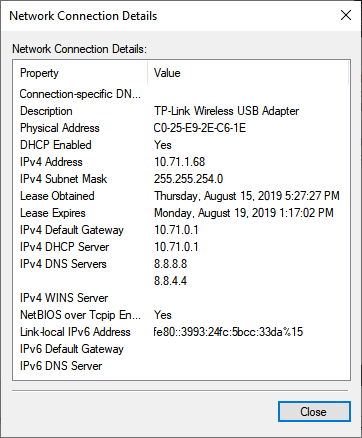 Network Connection Details
Network Connection Details:
Property Value
Connection-specific DN...
Description TP-Link Wireless USB Adapter
Physical Address C0-25-E9-2E-C6-1E
DHCP Enabled Yes
IPv4 Address 10.71.1.68
IPv4 Subnet Mask 255.255.254.0
Lease Obtained Thursday, August 15, 2019 5:27:27 PM
Lease Expires Monday, August 19, 2019 1:17:02 PM
IPv4 Default Gateway 10.71.0.1
IPv4 DHCP Server 10.71.0.1
IPv4 DNS Servers 8.8.8.8
8.8.4.4
IPv4 WINS Server
NetBIOS over Tcpip En... Yes
Link-local IPv6 Address fe80::3993:24fc:5bcc:33da%15
IPv6 Default Gateway
IPv6 DNS Server
Close